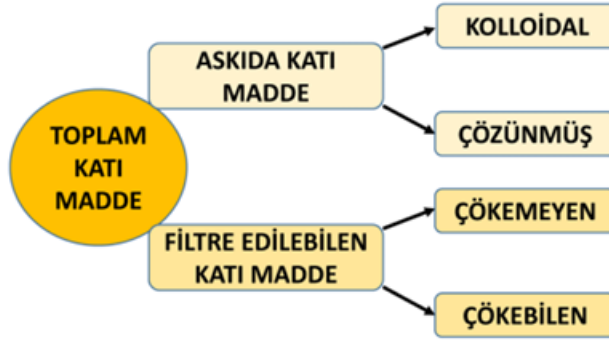 TOPLAM
KATI
MADDE
ASKIDA KATI
MADDE
KOLLOİDAL
ÇÖZÜNMÜŞ
FİLTRE EDİLEBİLEN
KATI MADDE
ÇÖKEMEYEN
ÇÖKEBİLEN